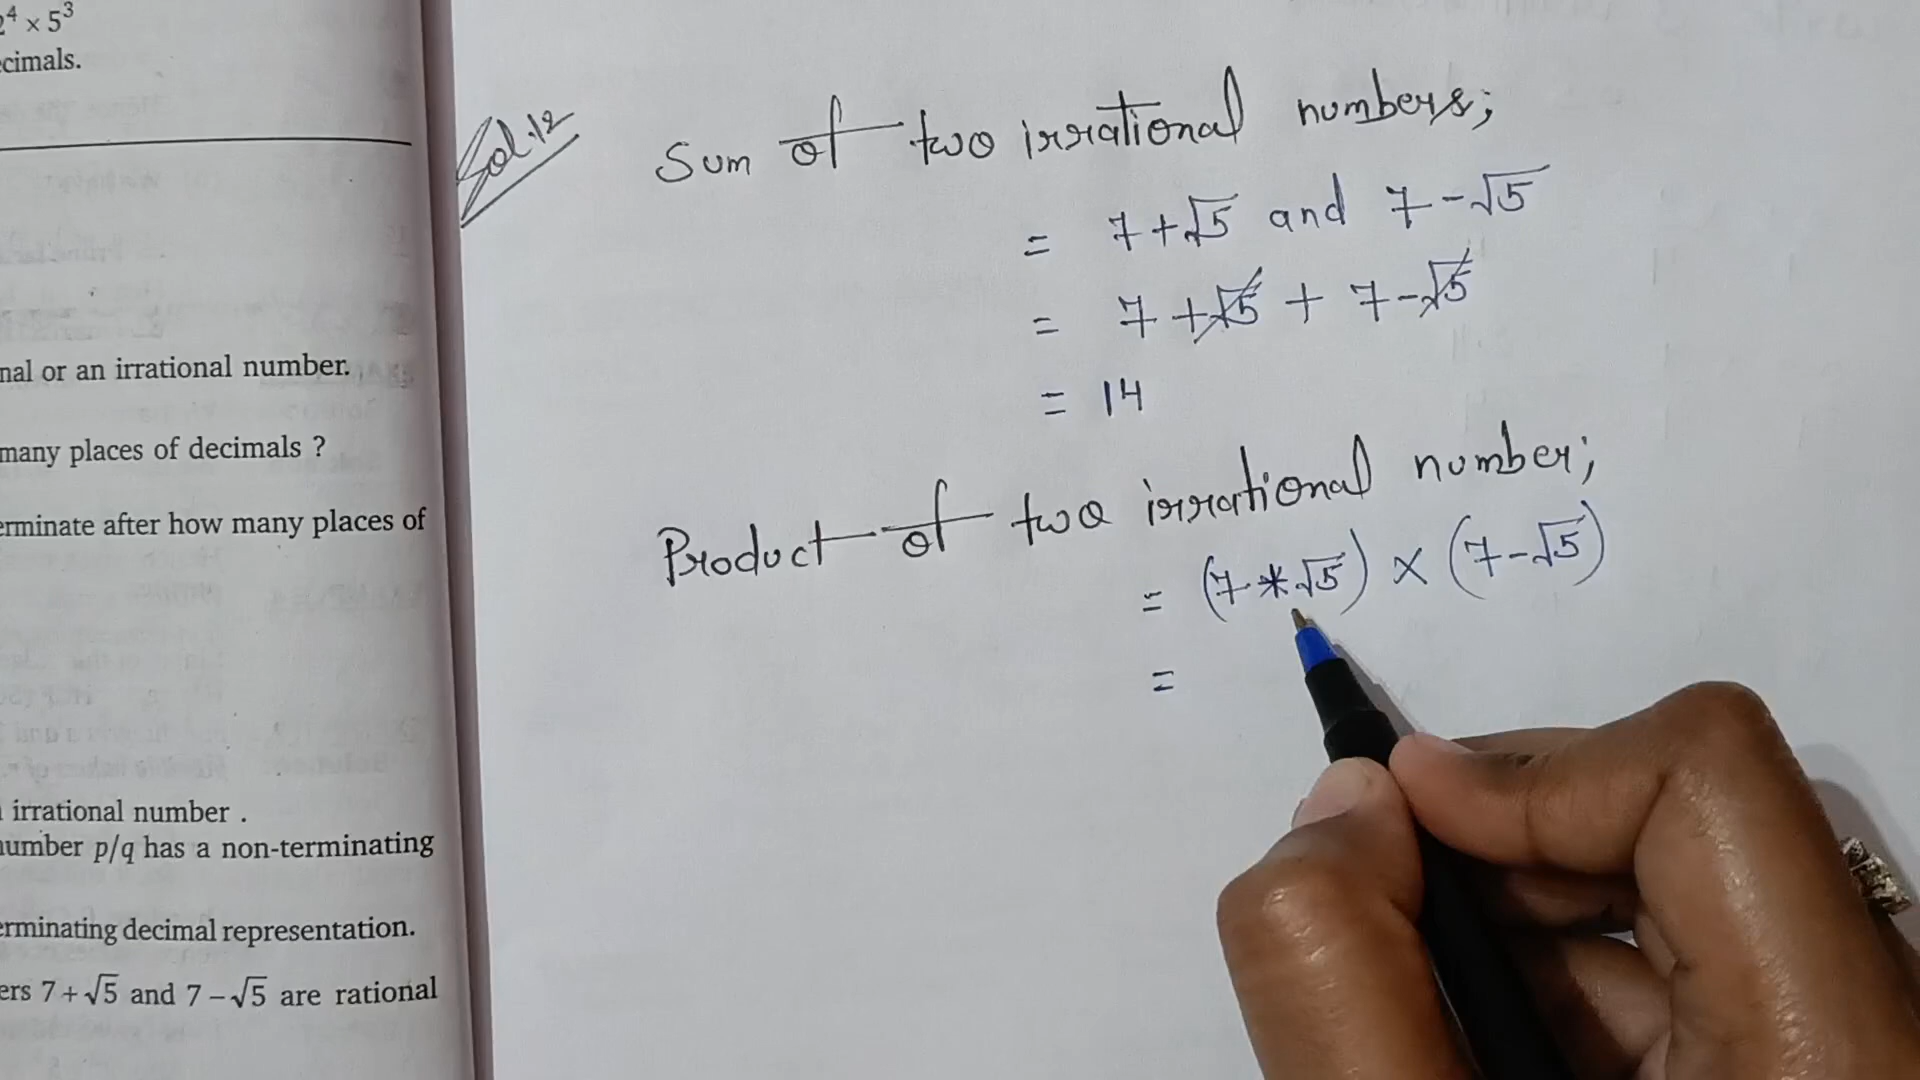 2⁴ × 5³
cimals.
nal or an irrational number.
many places of decimals ?
erminate after how many places of
irrational number .
umber p/q has a non-terminating
erminating decimal representation.
ers 7 + √5 and 7 – √5 are rational
Sol.12
Sum of two irrational numbers;
= 7 + √5 and 7 - √5
= 7 + √5 + 7 - √5
= 14
Product of two irrational number;
= (7 * √5) × (7 - √5)
=